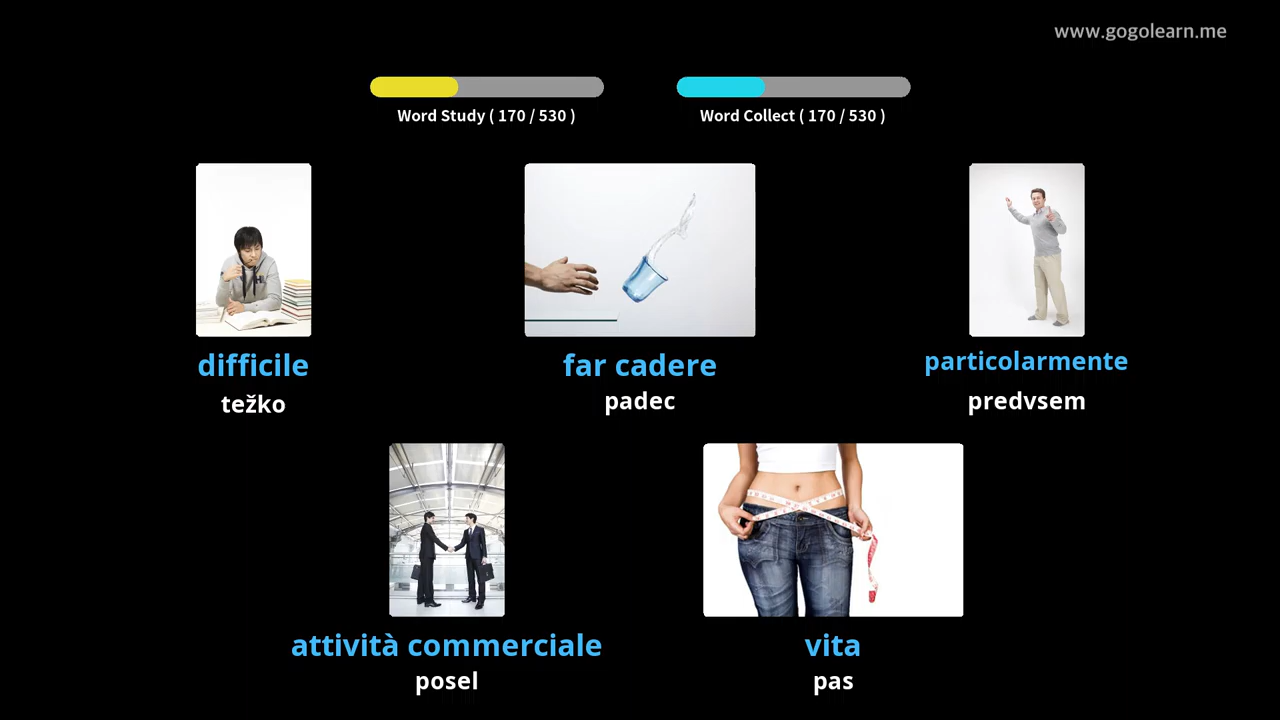 www.gogolearn.me
Word Study ( 170 / 530 )
Word Collect ( 170 / 530 )
difficile
težko
far cadere
padec
particolarmente
predvsem
attività commerciale
posel
vita
pas